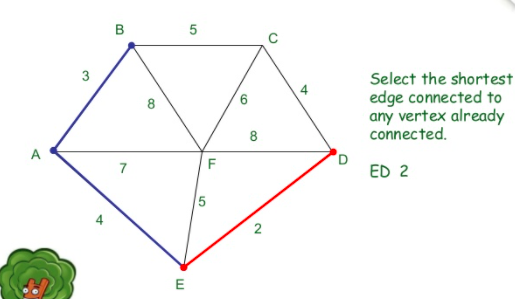 B
5
C
3
8
6
4
Select the shortest
edge connected to
any vertex already
connected.
8
A
F
D
7
ED 2
5
4
2
E